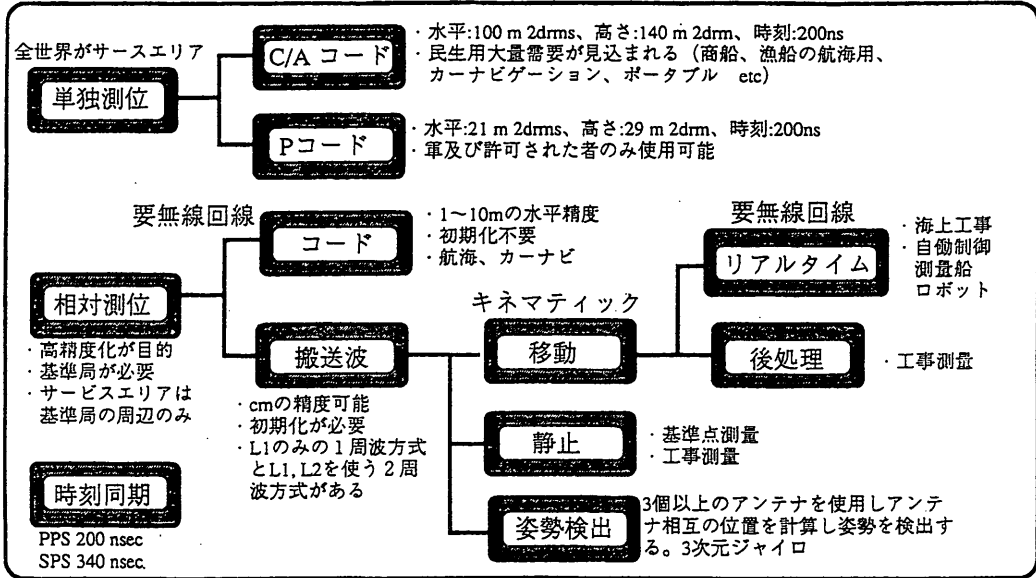 全世界がサースエリア
単独測位
C/A コード
・水平:100 m 2drms、高さ:140 m 2drm、時刻:200ns
・民生用大量需要が見込まれる（商船、漁船の航海用、
カーナビゲーション、ポータブル etc）
Pコード
・水平:21 m 2drms、高さ:29 m 2drm、時刻:200ns
・軍及び許可された者のみ使用可能
相対測位
・高精度化が目的
・基準局が必要
・サービスエリアは
基準局の周辺のみ
要無線回線
コード
・1～10mの水平精度
・初期化不要
・航海、カーナビ
搬送波
・cmの精度可能
・初期化が必要
・L1のみの１周波方式
とL1, L2を使う２周
波方式がある
キネマティック
移動
要無線回線
リアルタイム
・海上工事
・自働制御
測量船
ロボット
後処理
・工事測量
静止
・基準点測量
・工事測量
姿勢検出
3個以上のアンテナを使用しアンテ
ナ相互の位置を計算し姿勢を検出す
る。3次元ジャイロ
時刻同期
PPS 200 nsec
SPS 340 nsec.